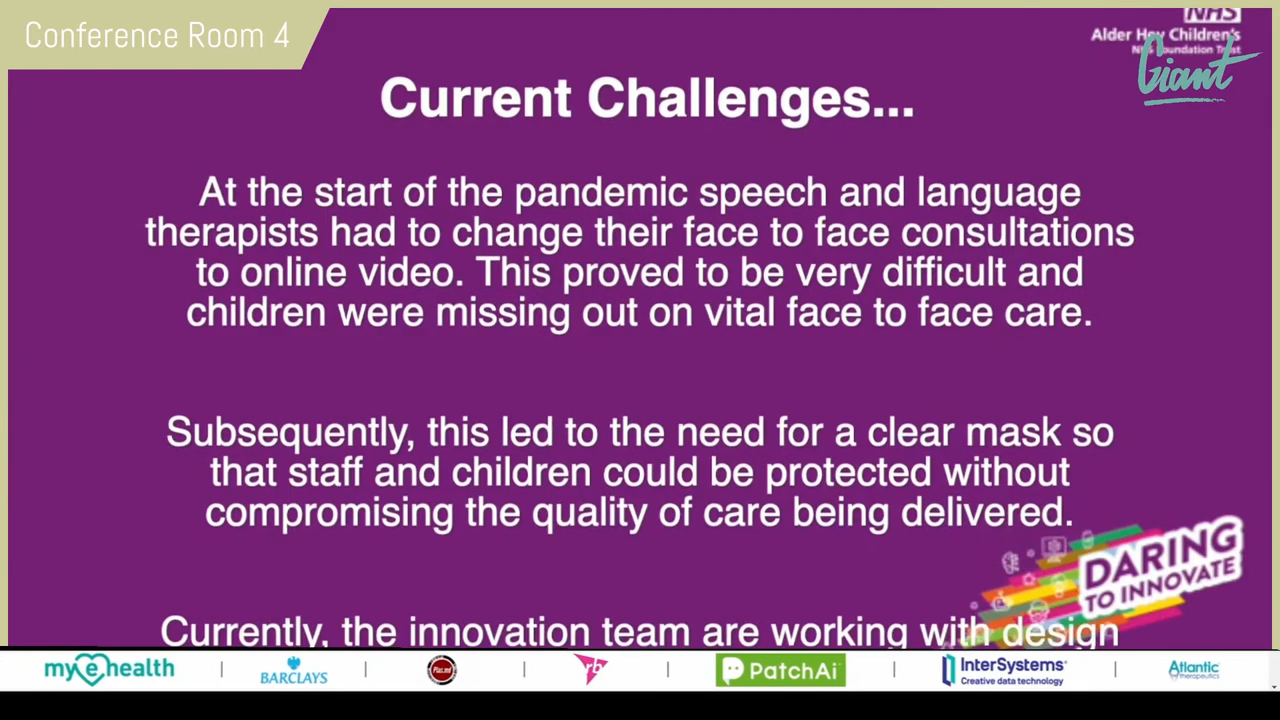 Conference Room 4
NHS
Alder Hey Children's
NHS Foundation Trust
Giant
Current Challenges...
At the start of the pandemic speech and language
therapists had to change their face to face consultations
to online video. This proved to be very difficult and
children were missing out on vital face to face care.
Subsequently, this led to the need for a clear mask so
that staff and children could be protected without
compromising the quality of care being delivered.
DARING
TO INNOVATE
Currently, the innovation team are working with design
myehealth
BARCLAYS
rb
PatchAi
InterSystems
Creative data technology
Atlantic
therapeutics